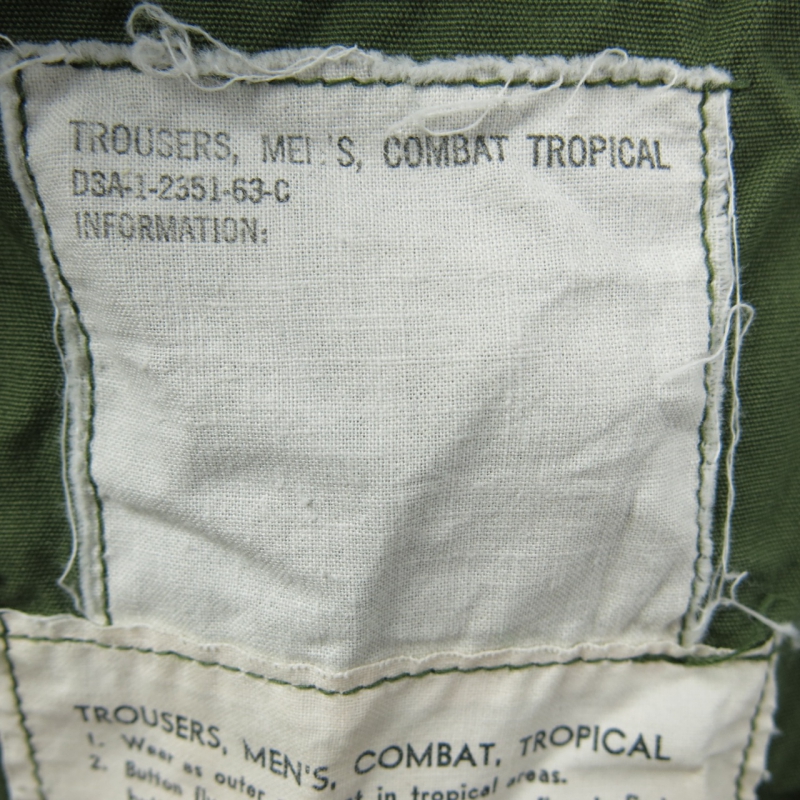 TROUSERS, MEN'S, COMBAT TROPICAL
DSA-1-2351-63-C
INFORMATION:
TROUSERS, MEN'S, COMBAT, TROPICAL
1. Wear as outer in tropical areas.
2. Button